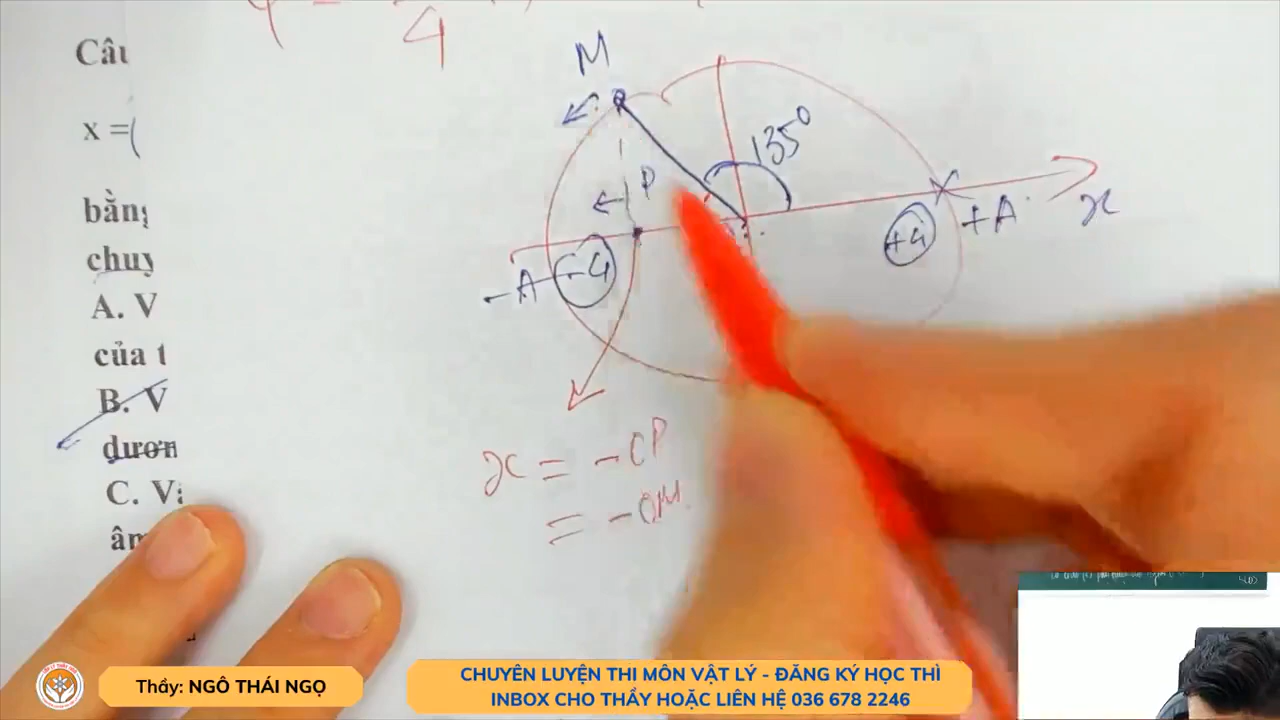 φ = 4
Câu
M
x =(
135°
P
bằng
+4 +A x
chuy
-A -4
A. V
của t
B. V
dươn
x = -OP
C. Và
= -OM
âm
Thầy: NGÔ THÁI NGỌ
CHUYÊN LUYỆN THI MÔN VẬT LÝ - ĐĂNG KÝ HỌC THÌ
INBOX CHO THẦY HOẶC LIÊN HỆ 036 678 2246